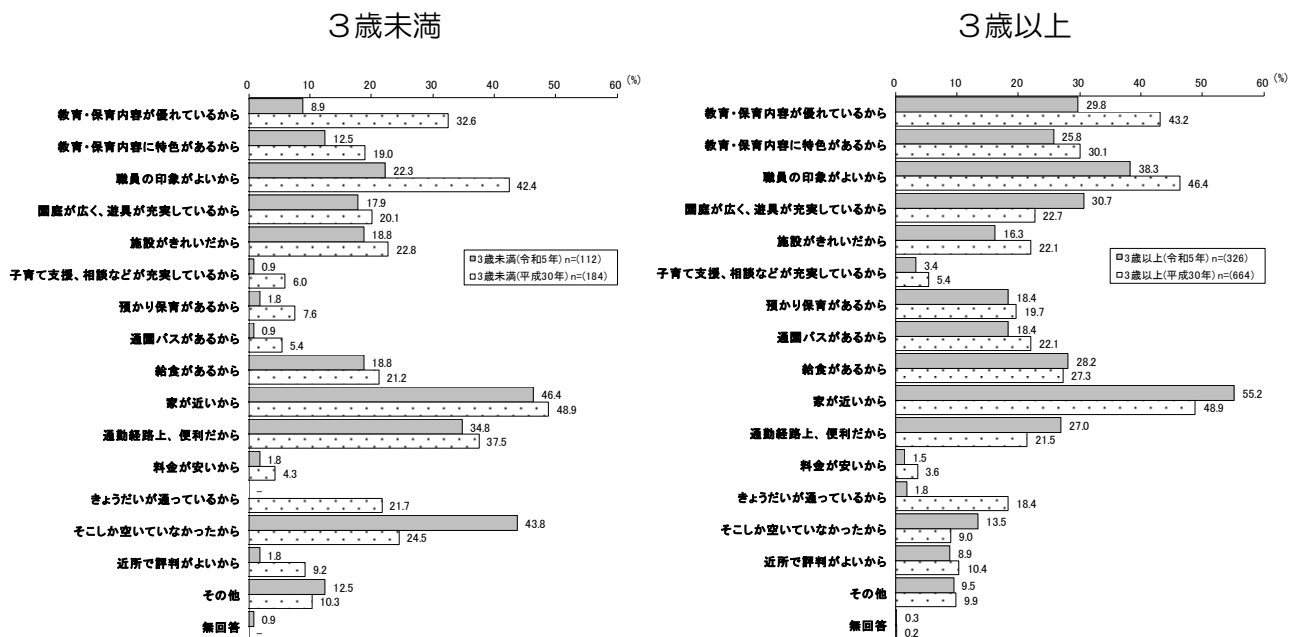 ３歳未満
0 10 20 30 40 50 60 (%)
教育・保育内容が優れているから 8.9 32.6
教育・保育内容に特色があるから 12.5 19.0
職員の印象がよいから 22.3 42.4
園庭が広く、遊具が充実しているから 17.9 20.1
施設がきれいだから 18.8 22.8
子育て支援、相談などが充実しているから 0.9 6.0
預かり保育があるから 1.8 7.6
通園バスがあるから 0.9 5.4
給食があるから 18.8 21.2
家が近いから 46.4 48.9
通勤経路上、便利だから 34.8 37.5
料金が安いから 1.8 4.3
きょうだいが通っているから – 21.7
そこしか空いていなかったから 43.8 24.5
近所で評判がよいから 1.8 9.2
その他 12.5 10.3
無回答 0.9 –
3歳未満(令和5年) n=(112)
3歳未満(平成30年) n=(184)
３歳以上
0 10 20 30 40 50 60 (%)
教育・保育内容が優れているから 29.8 43.2
教育・保育内容に特色があるから 25.8 30.1
職員の印象がよいから 38.3 46.4
園庭が広く、遊具が充実しているから 30.7 22.7
施設がきれいだから 16.3 22.1
子育て支援、相談などが充実しているから 3.4 5.4
預かり保育があるから 18.4 19.7
通園バスがあるから 18.4 22.1
給食があるから 28.2 27.3
家が近いから 55.2 48.9
通勤経路上、便利だから 27.0 21.5
料金が安いから 1.5 3.6
きょうだいが通っているから 1.8 18.4
そこしか空いていなかったから 13.5 9.0
近所で評判がよいから 8.9 10.4
その他 9.5 9.9
無回答 0.3 0.2
3歳以上(令和5年) n=(326)
3歳以上(平成30年) n=(664)